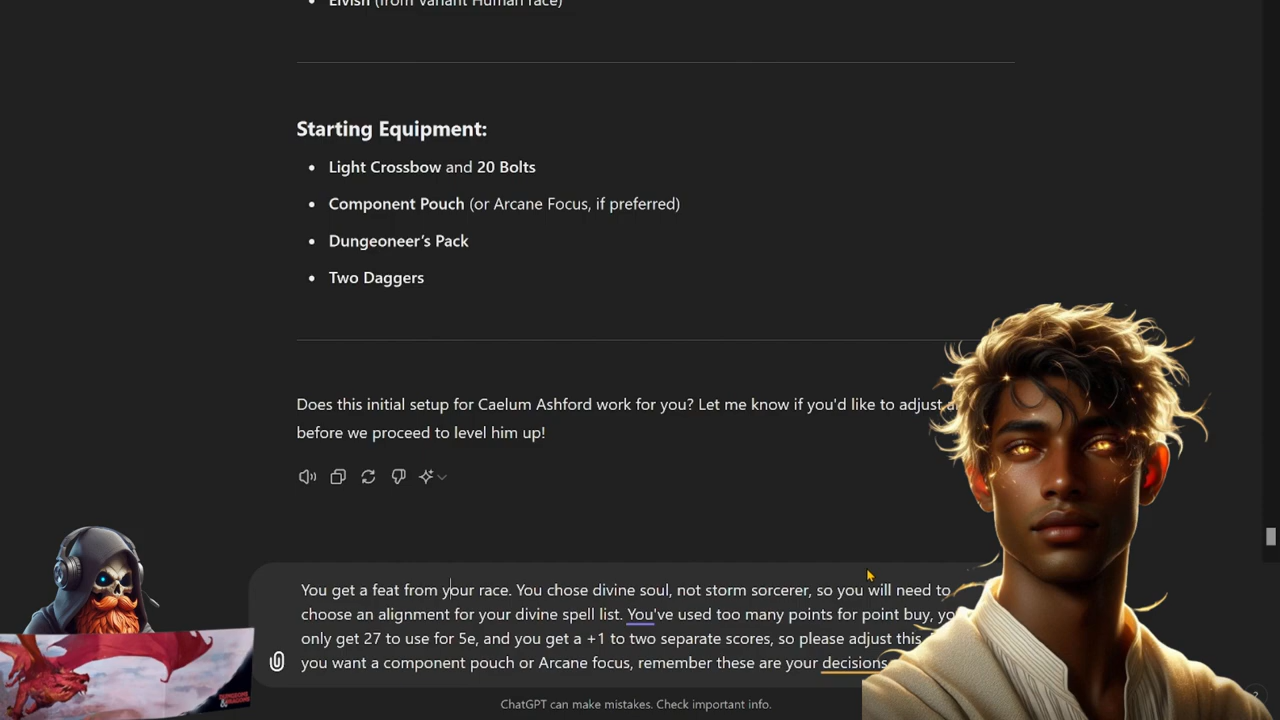 Elvish (from Variant Human race)
Starting Equipment:
• Light Crossbow and 20 Bolts
• Component Pouch (or Arcane Focus, if preferred)
• Dungeoneer’s Pack
• Two Daggers
Does this initial setup for Caelum Ashford work for you? Let me know if you'd like to adjust
before we proceed to level him up!
You get a feat from your race. You chose divine soul, not storm sorcerer, so you will need to
choose an alignment for your divine spell list. You've used too many points for point buy,
only get 27 to use for 5e, and you get a +1 to two separate scores, so please adjust this.
you want a component pouch or Arcane focus, remember these are your decisions
ChatGPT can make mistakes. Check important info.
DUNGEONS
DRAGONS